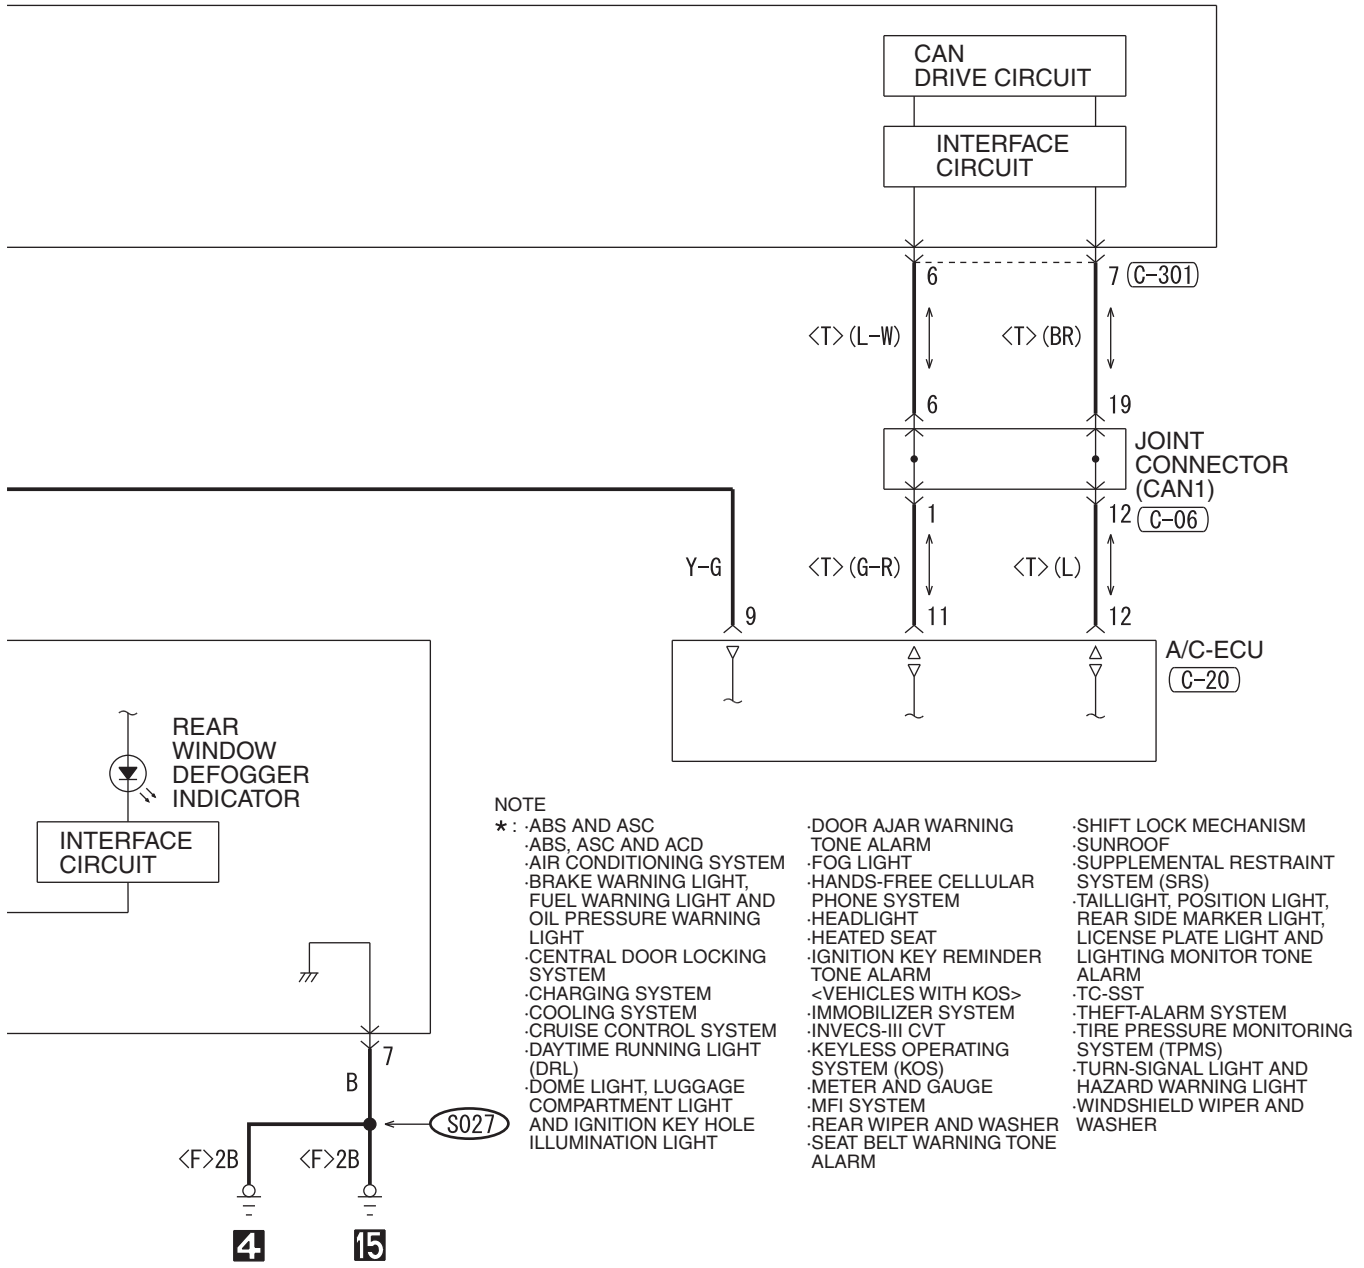 CAN
DRIVE CIRCUIT
INTERFACE
CIRCUIT
6
7
C-301
<T>(L-W)
<T>(BR)
6
19
JOINT
CONNECTOR
(CAN1)
1
12
C-06
Y-G
<T>(G-R)
<T>(L)
9
11
12
A/C-ECU
C-20
REAR
WINDOW
DEFOGGER
INDICATOR
INTERFACE
CIRCUIT
7
B
S027
<F>2B
<F>2B
4
15
NOTE
*: ·ABS AND ASC
·ABS, ASC AND ACD
·AIR CONDITIONING SYSTEM
·BRAKE WARNING LIGHT,
FUEL WARNING LIGHT AND
OIL PRESSURE WARNING
LIGHT
·CENTRAL DOOR LOCKING
SYSTEM
·CHARGING SYSTEM
·COOLING SYSTEM
·CRUISE CONTROL SYSTEM
·DAYTIME RUNNING LIGHT
(DRL)
·DOME LIGHT, LUGGAGE
COMPARTMENT LIGHT
AND IGNITION KEY HOLE
ILLUMINATION LIGHT
·DOOR AJAR WARNING
TONE ALARM
·FOG LIGHT
·HANDS-FREE CELLULAR
PHONE SYSTEM
·HEADLIGHT
·HEATED SEAT
·IGNITION KEY REMINDER
TONE ALARM
<VEHICLES WITH KOS>
·IMMOBILIZER SYSTEM
·INVECS-III CVT
·KEYLESS OPERATING
SYSTEM (KOS)
·METER AND GAUGE
·MFI SYSTEM
·REAR WIPER AND WASHER
·SEAT BELT WARNING TONE
ALARM
·SHIFT LOCK MECHANISM
·SUNROOF
·SUPPLEMENTAL RESTRAINT
SYSTEM (SRS)
·TAILLIGHT, POSITION LIGHT,
REAR SIDE MARKER LIGHT,
LICENSE PLATE LIGHT AND
LIGHTING MONITOR TONE
ALARM
·TC-SST
·THEFT-ALARM SYSTEM
·TIRE PRESSURE MONITORING
SYSTEM (TPMS)
·TURN-SIGNAL LIGHT AND
HAZARD WARNING LIGHT
·WINDSHIELD WIPER AND
WASHER